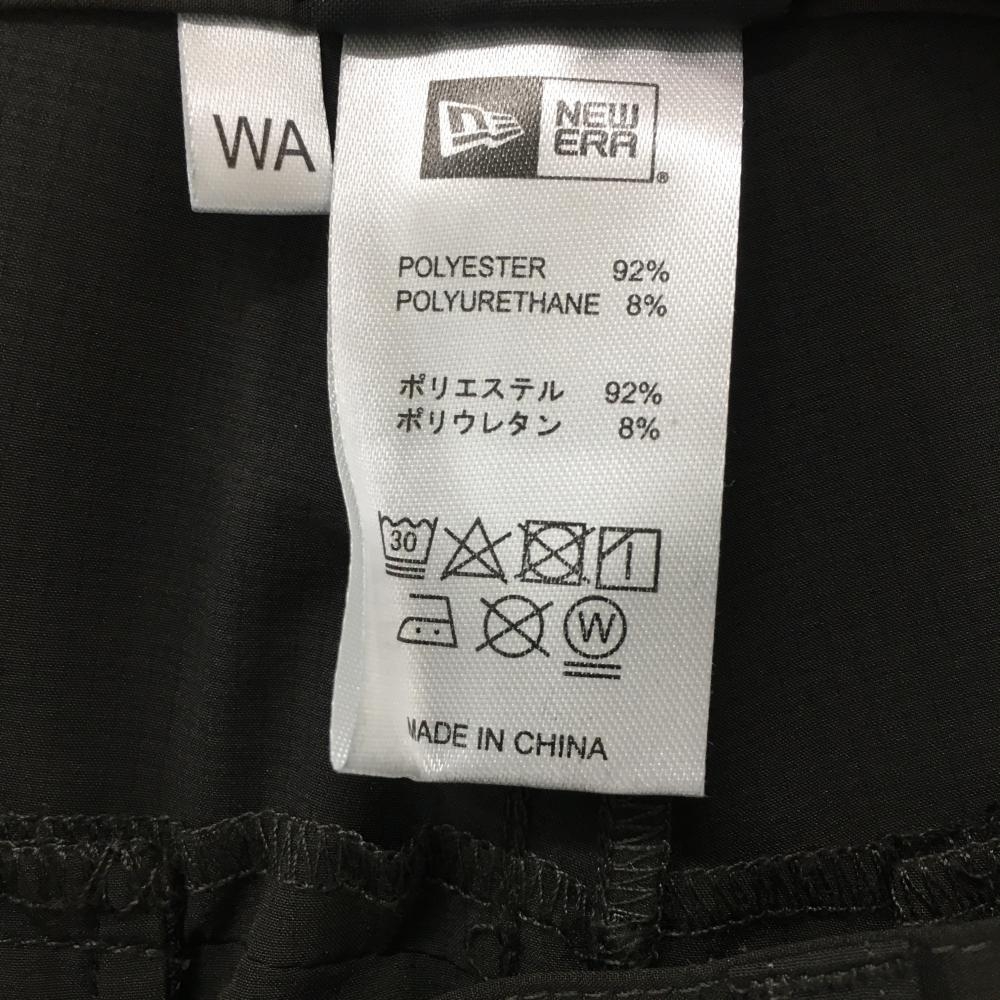 WA
NEW
ERA
®
POLYESTER 92%
POLYURETHANE 8%
ポリエステル 92%
ポリウレタン 8%
30
W
MADE IN CHINA